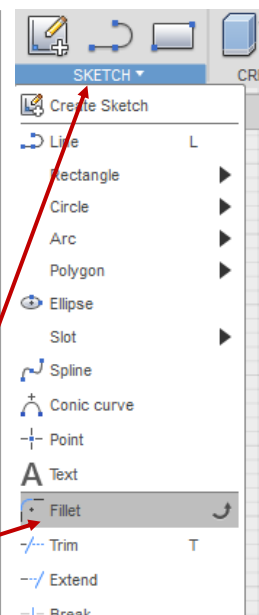 SKETCH
CR
Create Sketch
Line L
Rectangle
Circle
Arc
Polygon
Ellipse
Slot
Spline
Conic curve
Point
A Text
Fillet
Trim T
Extend
Break